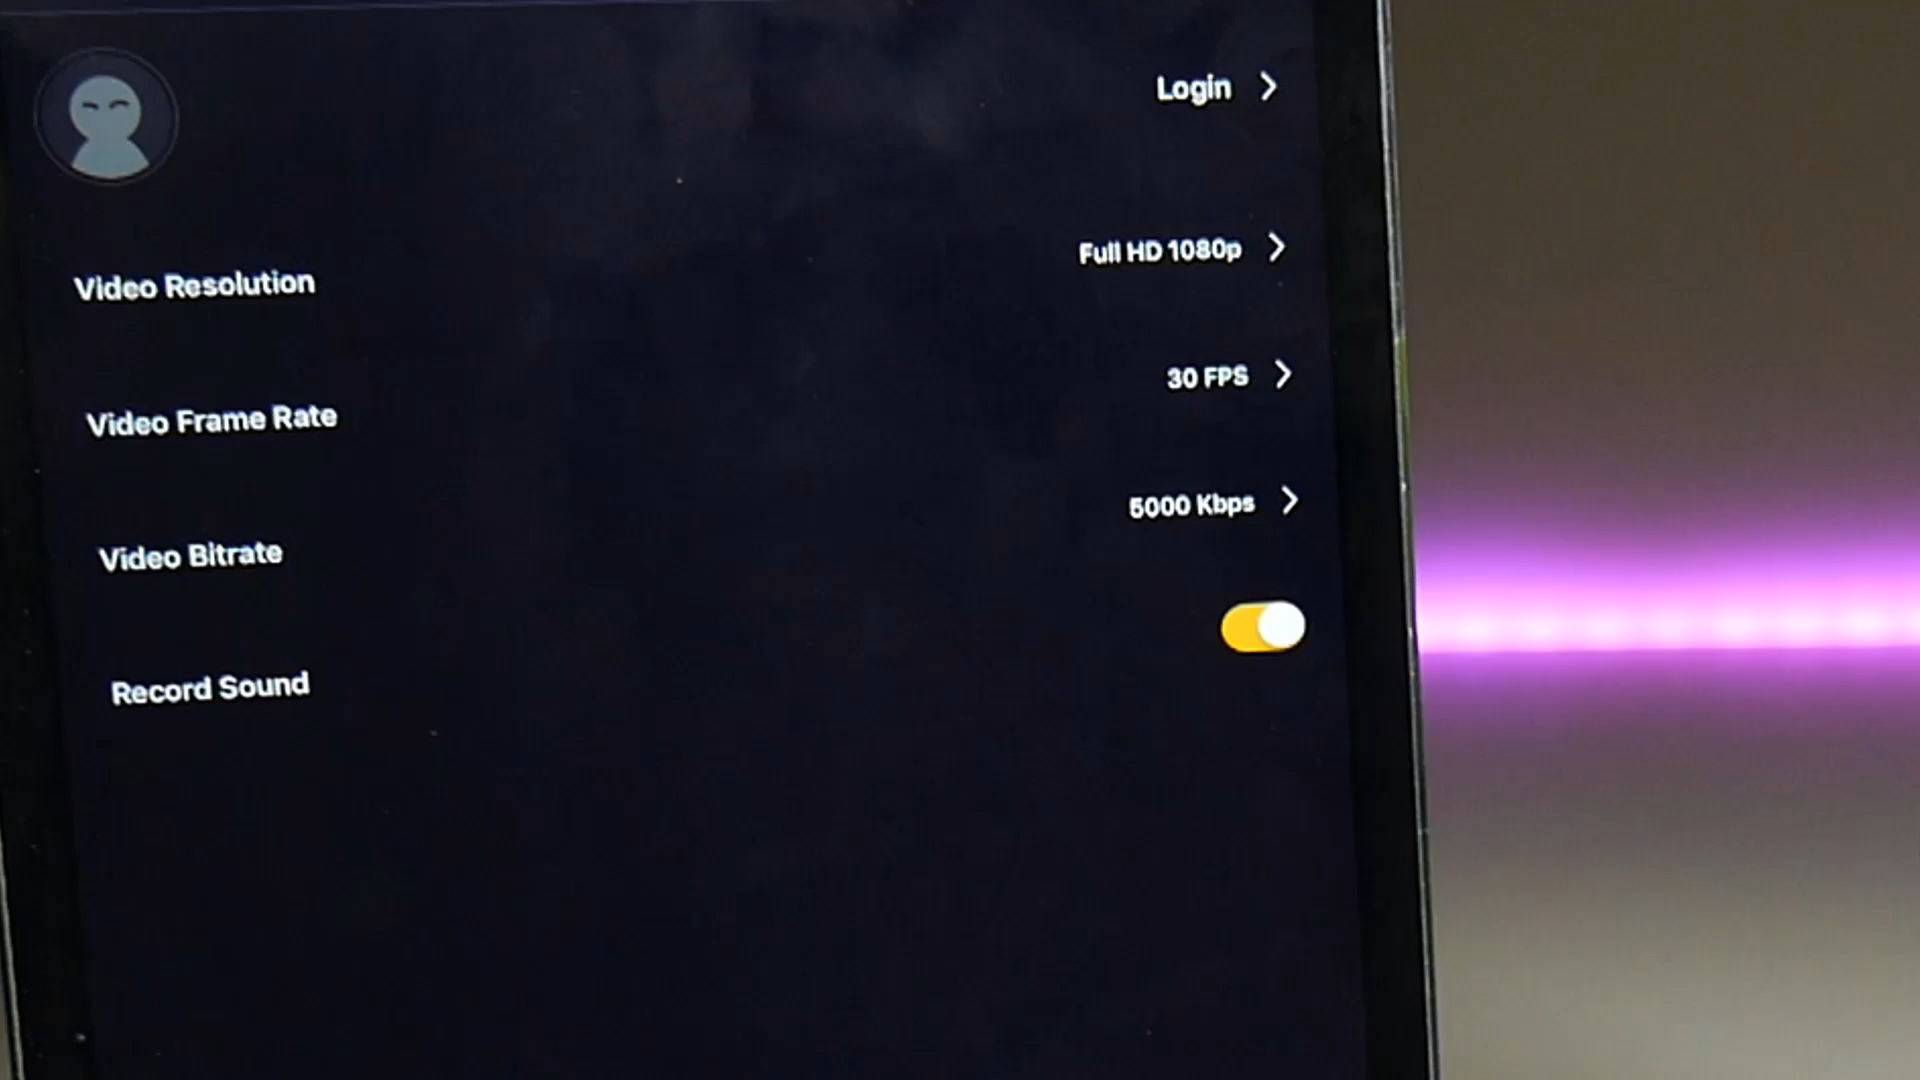 Login
Video Resolution
Full HD 1080p
Video Frame Rate
30 FPS
Video Bitrate
5000 Kbps
Record Sound